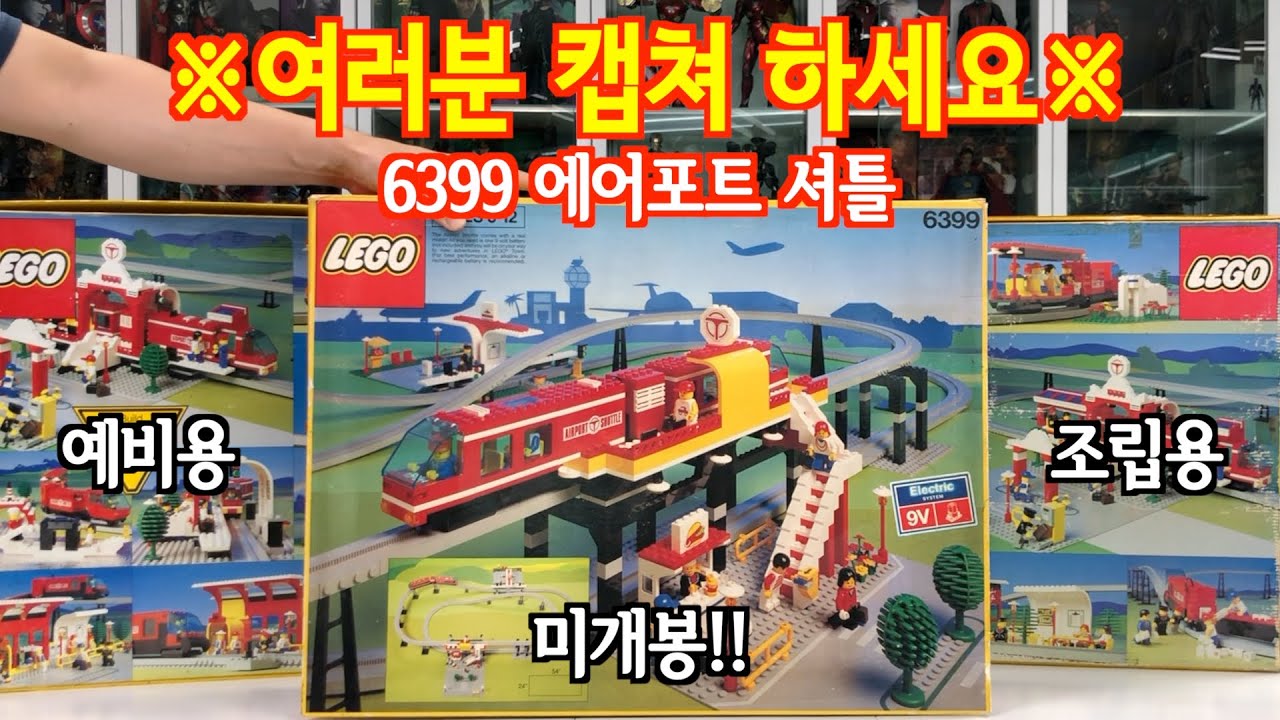 ※여러분 캡쳐 하세요※
6399 에어포트 셔틀
6399
LEGO
LEGO
LEGO
AIRPORT SHUTTLE
Electric
SYSTEM
9V
예비용
조립용
미개봉!!